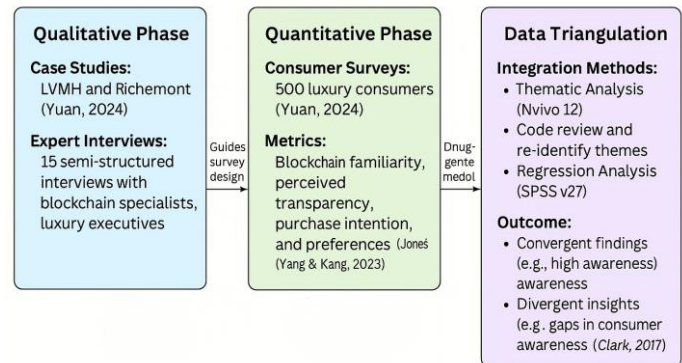 Qualitative Phase
Case Studies:
LVMH and Richemont
(Yuan, 2024)
Expert Interviews:
15 semi-structured
interviews with
blockchain specialists,
luxury executives
Guides
survey
design
Quantitative Phase
Consumer Surveys:
500 luxury consumers
(Yuan, 2024)
Metrics:
Blockchain familiarity,
perceived
transparency,
purchase intention,
and preferences (Joneś
(Yang & Kang, 2023)
Drug-
gente
medol
Data Triangulation
Integration Methods:
• Thematic Analysis
(Nvivo 12)
• Code review and
re-identify themes
• Regression Analysis
(SPSS v27)
Outcome:
• Convergent findings
(e.g., high awareness)
awareness
• Divergent insights
(e.g. gaps in consumer
awareness (Clark, 2017)